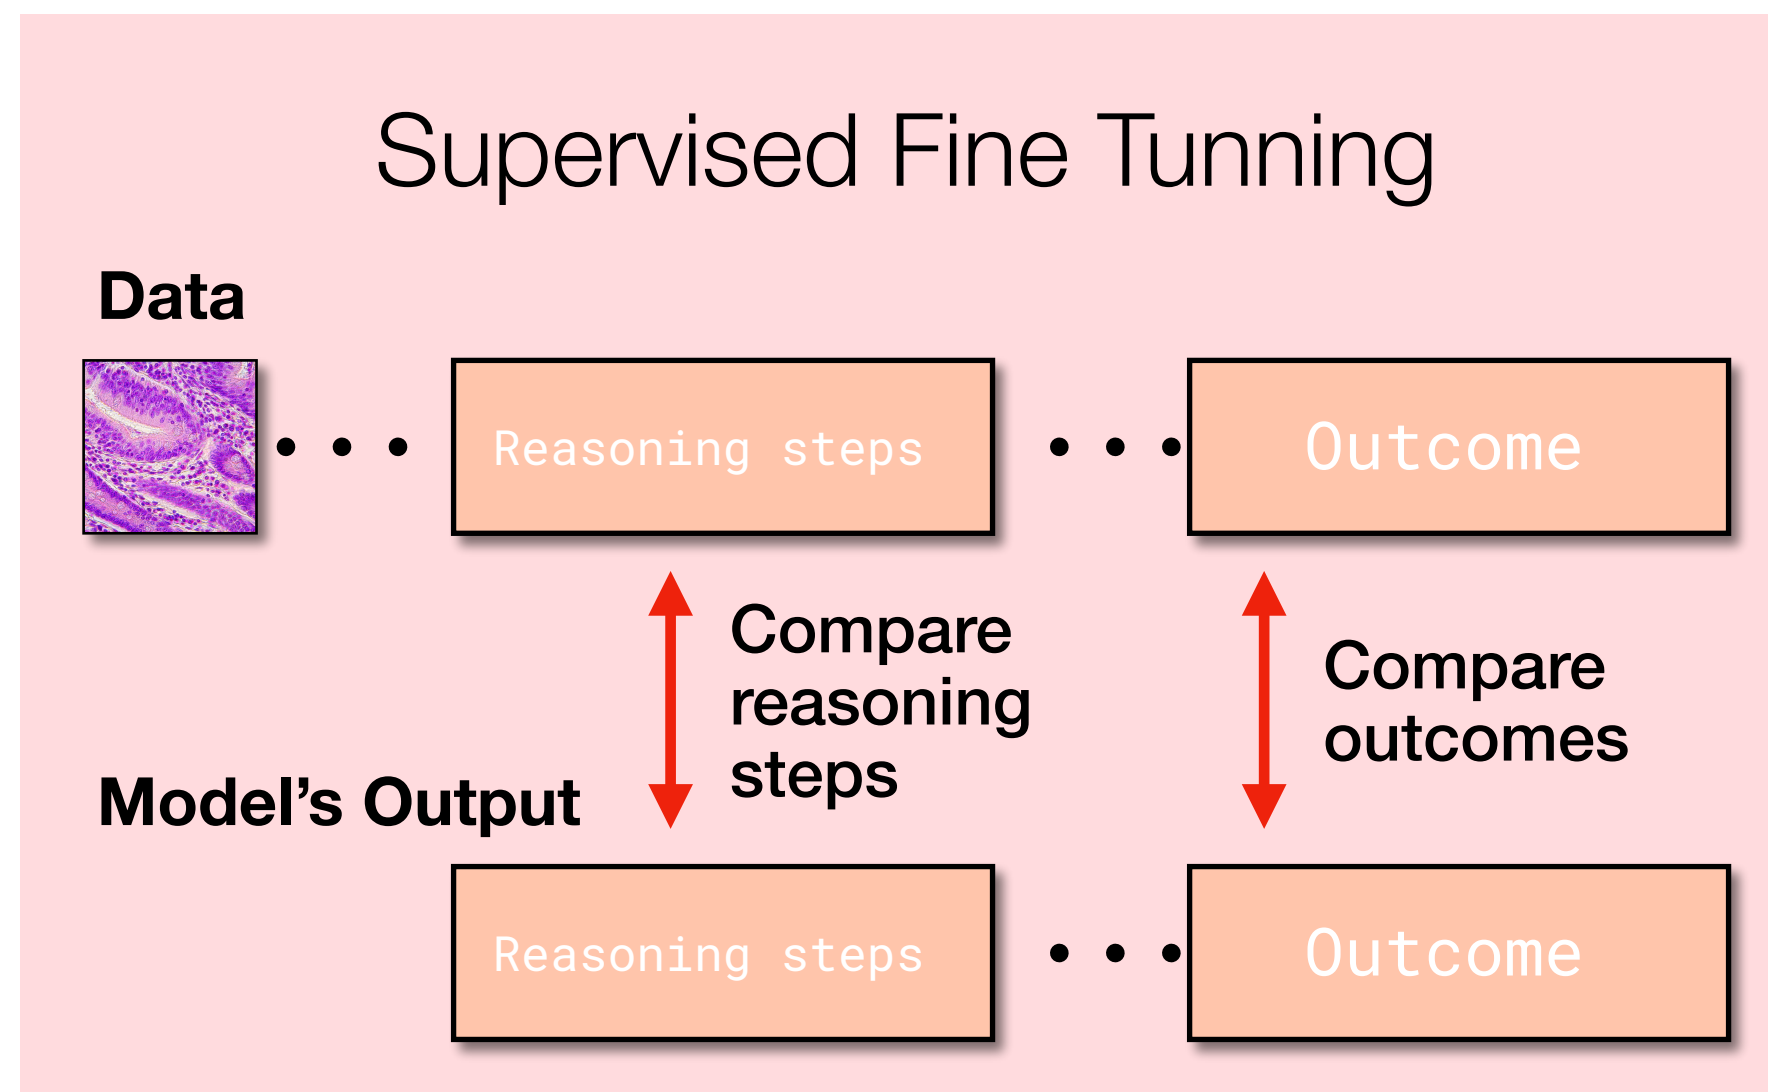 Supervised Fine Tunning
Data
Reasoning steps
Outcome
Compare
reasoning
steps
Compare
outcomes
Model’s Output
Reasoning steps
Outcome